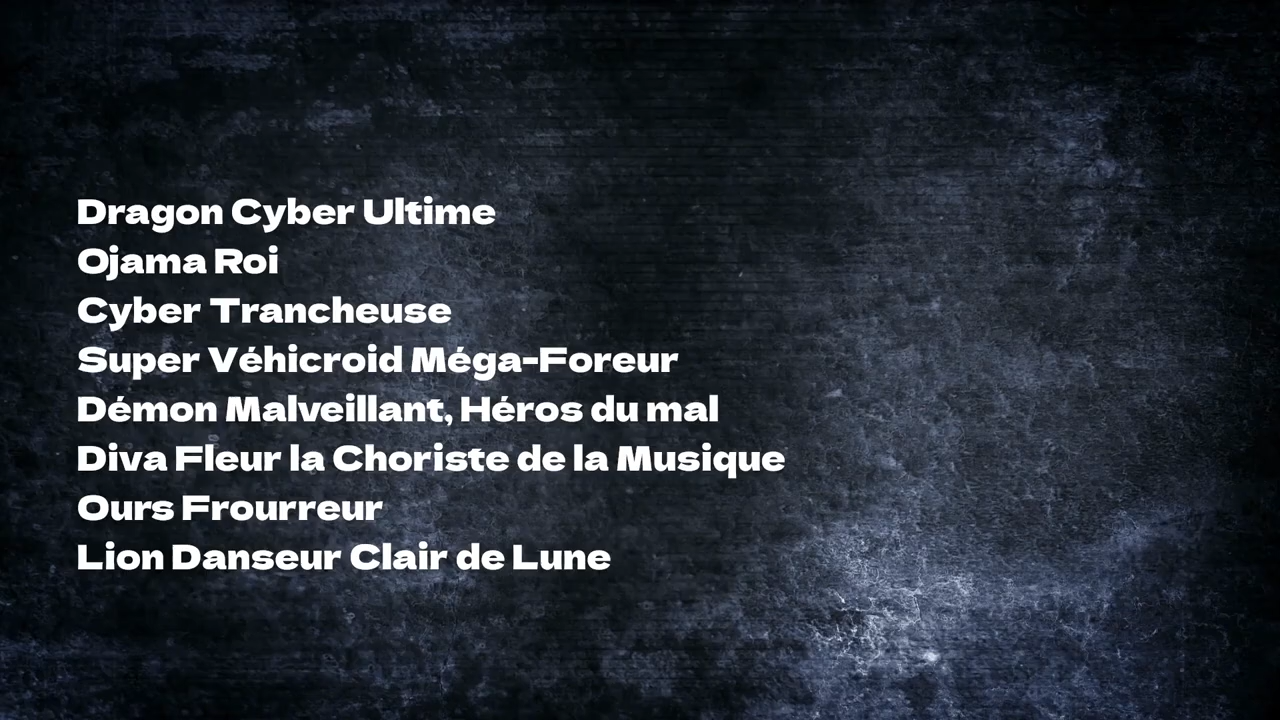 Dragon Cyber Ultime
Ojama Roi
Cyber Trancheuse
Super Véhicroid Méga-Foreur
Démon Malveillant, Héros du mal
Diva Fleur la Choriste de la Musique
Ours Frourreur
Lion Danseur Clair de Lune